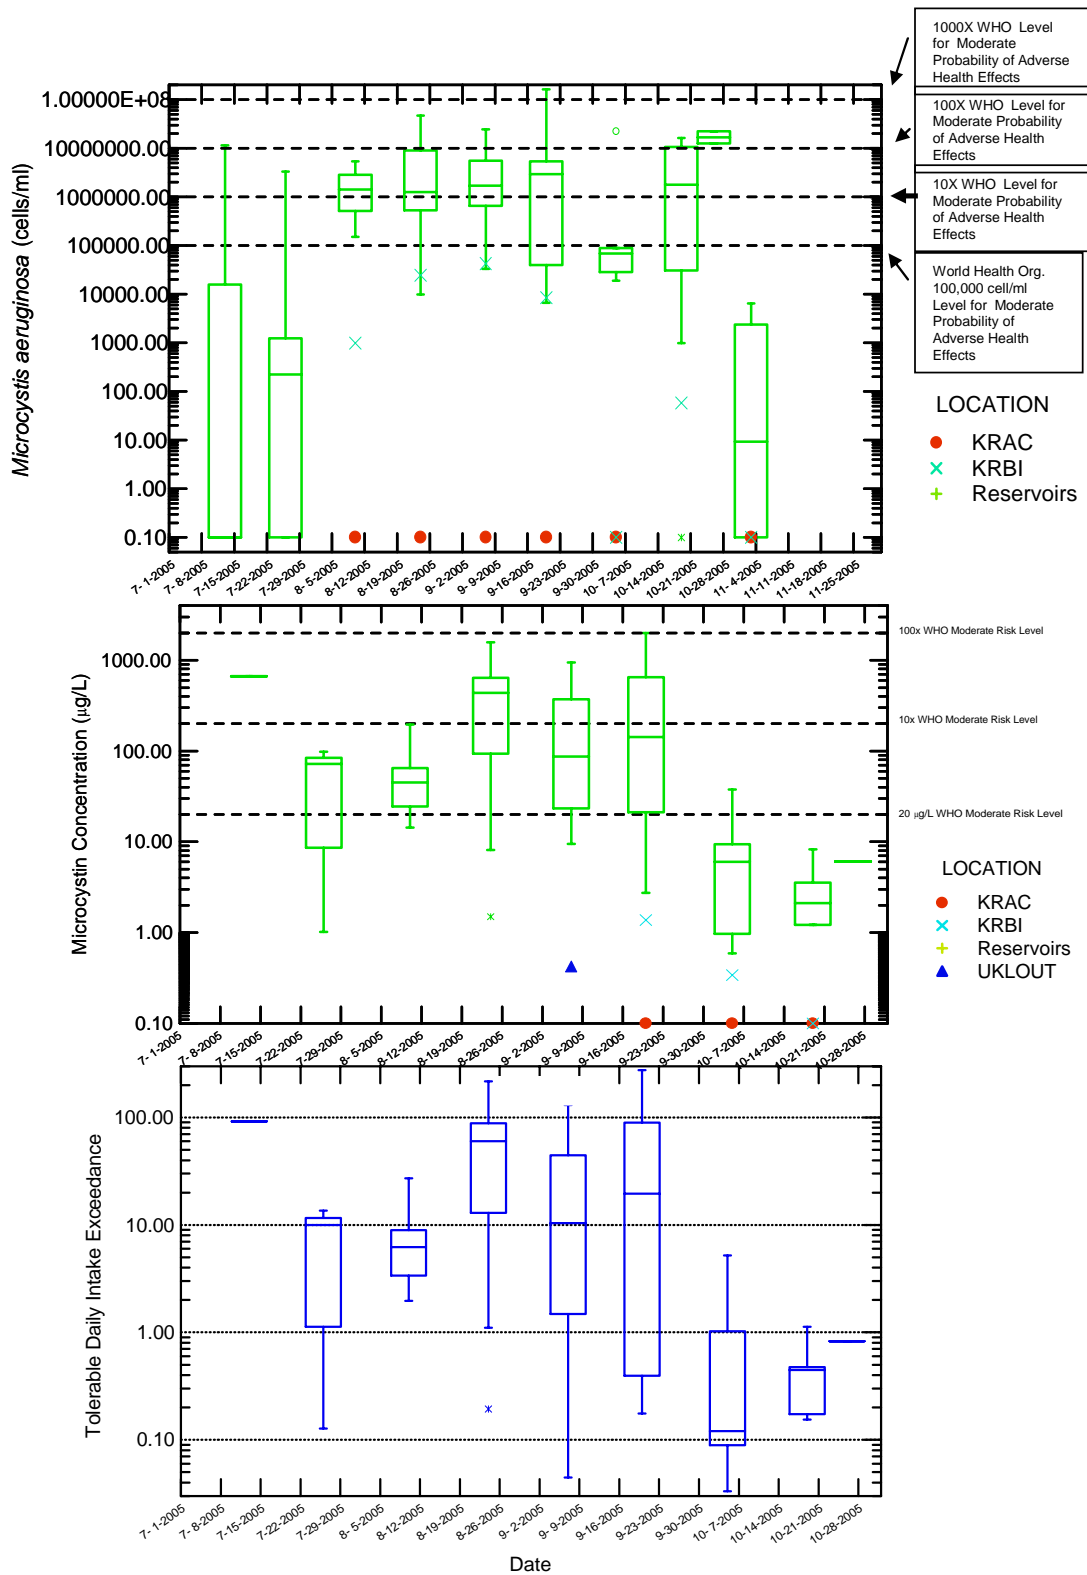 1000X WHO Level
for Moderate
Probability of Adverse
Health Effects
100X WHO Level for
Moderate Probability
of Adverse Health
Effects
10X WHO Level for
Moderate Probability
of Adverse Health
Effects
World Health Org.
100,000 cell/ml
Level for Moderate
Probability of
Adverse Health
Effects
Microcystis aeruginosa (cells/ml)
1.00000E+08
10000000.00
1000000.00
100000.00
10000.00
1000.00
100.00
10.00
1.00
0.10
7- 1-2005
7- 8-2005
7-15-2005
7-22-2005
7-29-2005
8- 5-2005
8-12-2005
8-19-2005
8-26-2005
9- 2-2005
9- 9-2005
9-16-2005
9-23-2005
9-30-2005
10- 7-2005
10-14-2005
10-21-2005
10-28-2005
11- 4-2005
11-11-2005
11-18-2005
11-25-2005
LOCATION
KRAC
KRBI
Reservoirs
Microcystin Concentration (µg/L)
1000.00
100.00
10.00
1.00
0.10
100x WHO Moderate Risk Level
10x WHO Moderate Risk Level
20 µg/L WHO Moderate Risk Level
7- 1-2005
7- 8-2005
7-15-2005
7-22-2005
7-29-2005
8- 5-2005
8-12-2005
8-19-2005
8-26-2005
9- 2-2005
9- 9-2005
9-16-2005
9-23-2005
9-30-2005
10- 7-2005
10-14-2005
10-21-2005
10-28-2005
LOCATION
KRAC
KRBI
Reservoirs
UKLOUT
Tolerable Daily Intake Exceedance
100.00
10.00
1.00
0.10
7- 1-2005
7- 8-2005
7-15-2005
7-22-2005
7-29-2005
8- 5-2005
8-12-2005
8-19-2005
8-26-2005
9- 2-2005
9- 9-2005
9-16-2005
9-23-2005
9-30-2005
10- 7-2005
10-14-2005
10-21-2005
10-28-2005
Date